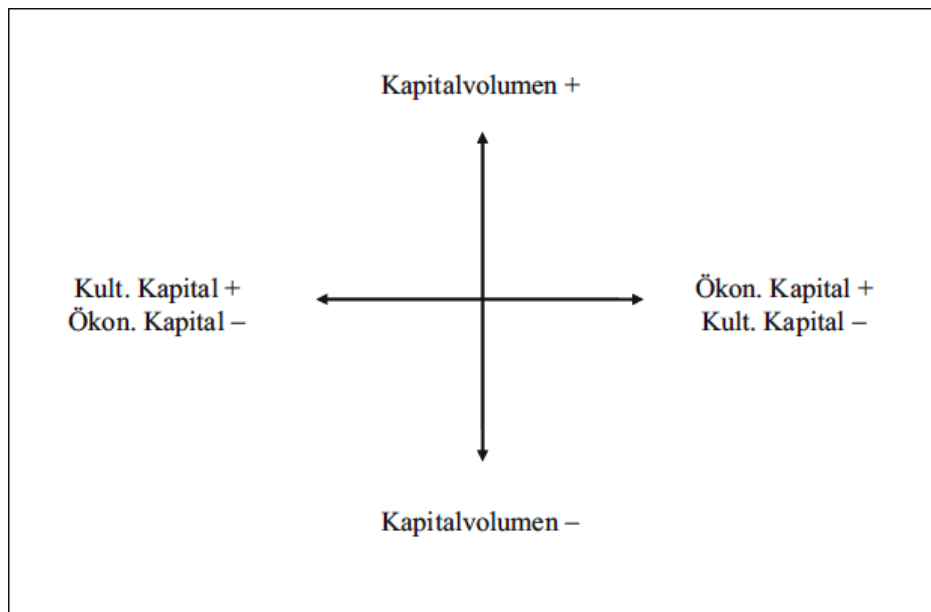 Kapitalvolumen +
Kult. Kapital +
Ökon. Kapital –
Ökon. Kapital +
Kult. Kapital –
Kapitalvolumen –